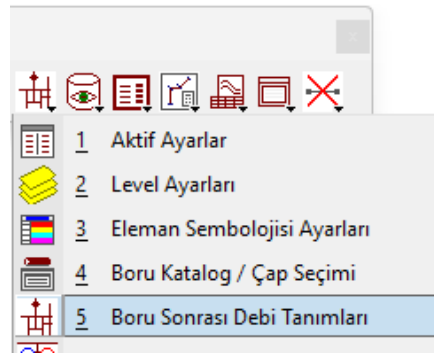 1 Aktif Ayarlar
2 Level Ayarları
3 Eleman Sembolojisi Ayarları
4 Boru Katalog / Çap Seçimi
5 Boru Sonrası Debi Tanımları